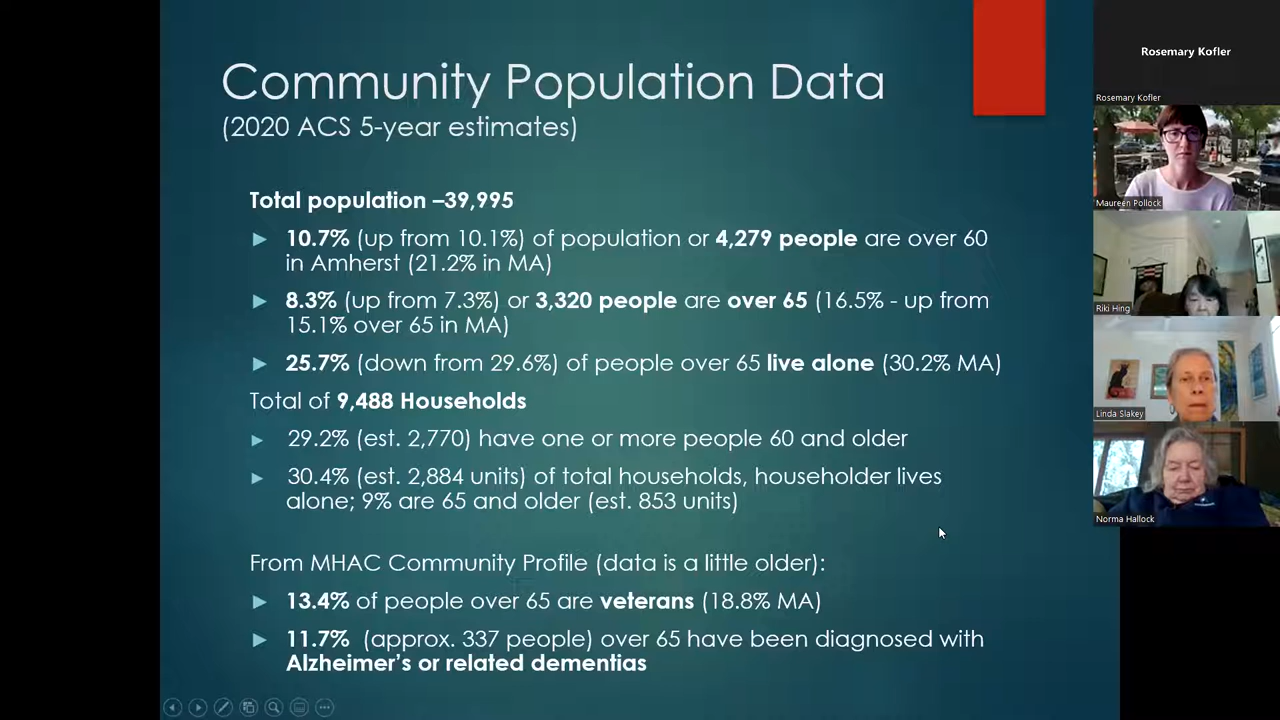 Community Population Data
(2020 ACS 5-year estimates)
Total population –39,995
10.7% (up from 10.1%) of population or 4,279 people are over 60
in Amherst (21.2% in MA)
8.3% (up from 7.3%) or 3,320 people are over 65 (16.5% - up from
15.1% over 65 in MA)
25.7% (down from 29.6%) of people over 65 live alone (30.2% MA)
Total of 9,488 Households
29.2% (est. 2,770) have one or more people 60 and older
30.4% (est. 2,884 units) of total households, householder lives
alone; 9% are 65 and older (est. 853 units)
From MHAC Community Profile (data is a little older):
13.4% of people over 65 are veterans (18.8% MA)
11.7% (approx. 337 people) over 65 have been diagnosed with
Alzheimer's or related dementias
Rosemary Kofler
Rosemary Kofler
Maureen Pollock
Riki Hing
Linda Slakey
Norma Hallock